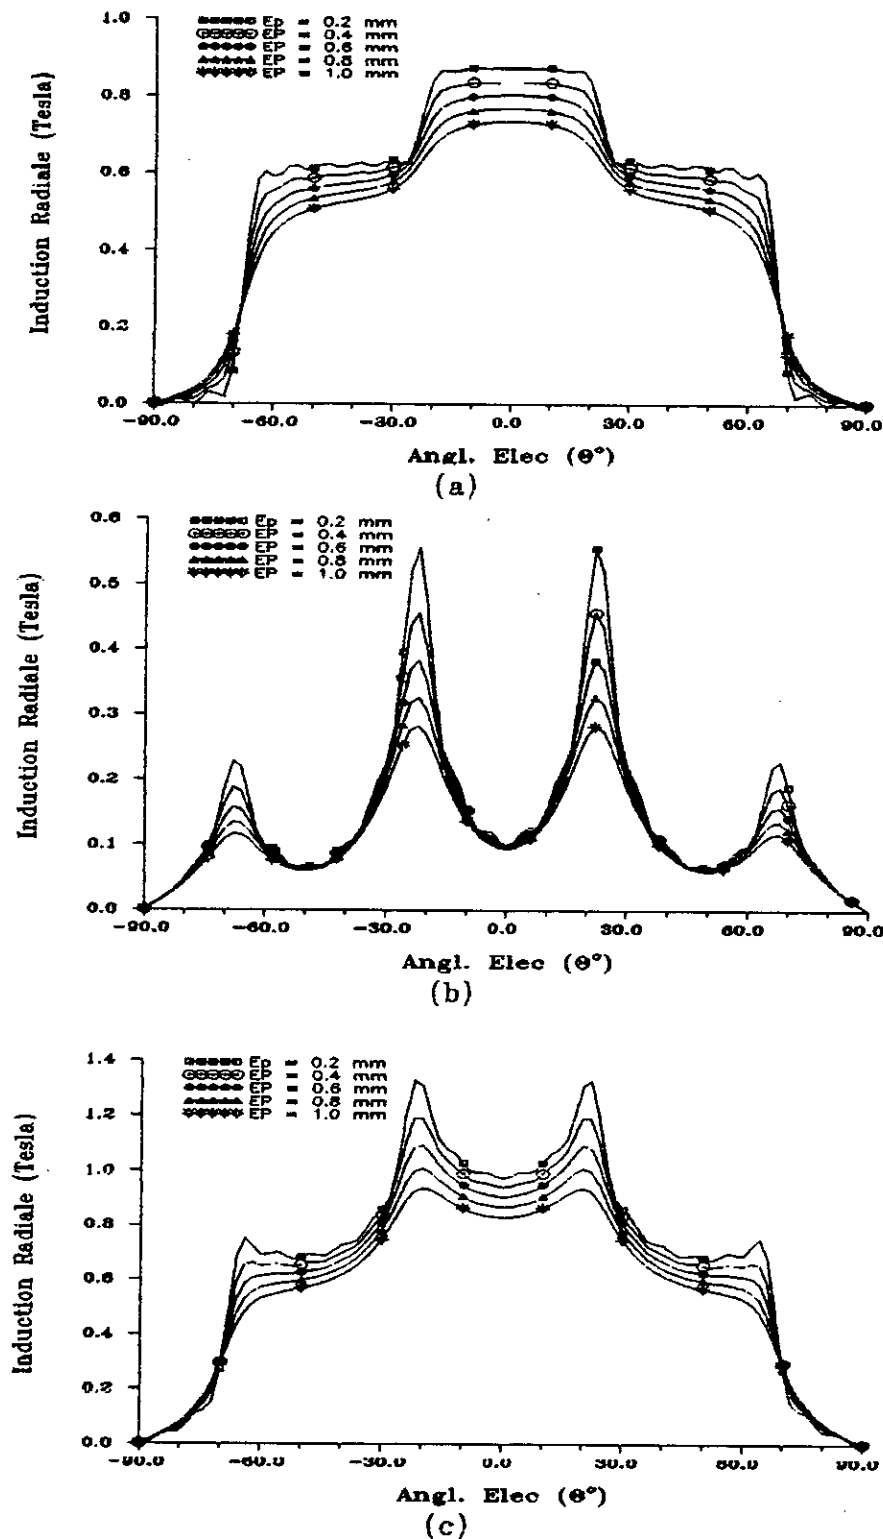 Ep = 0.2 mm
EP = 0.4 mm
EP = 0.6 mm
EP = 0.8 mm
EP = 1.0 mm
Induction Radiale (Tesla)
1.0
0.8
0.6
0.4
0.2
0.0
-90.0 -60.0 -30.0 0.0 30.0 60.0 90.0
Angl. Elec (Θ°)
(a)
Ep = 0.2 mm
EP = 0.4 mm
EP = 0.6 mm
EP = 0.8 mm
EP = 1.0 mm
Induction Radiale (Tesla)
0.6
0.5
0.4
0.3
0.2
0.1
0.0
-90.0 -60.0 -30.0 0.0 30.0 60.0 90.0
Angl. Elec (Θ°)
(b)
Ep = 0.2 mm
EP = 0.4 mm
EP = 0.6 mm
EP = 0.8 mm
EP = 1.0 mm
Induction Radiale (Tesla)
1.4
1.2
1.0
0.8
0.6
0.4
0.2
0.0
-90.0 -60.0 -30.0 0.0 30.0 60.0 90.0
Angl. Elec (Θ°)
(c)